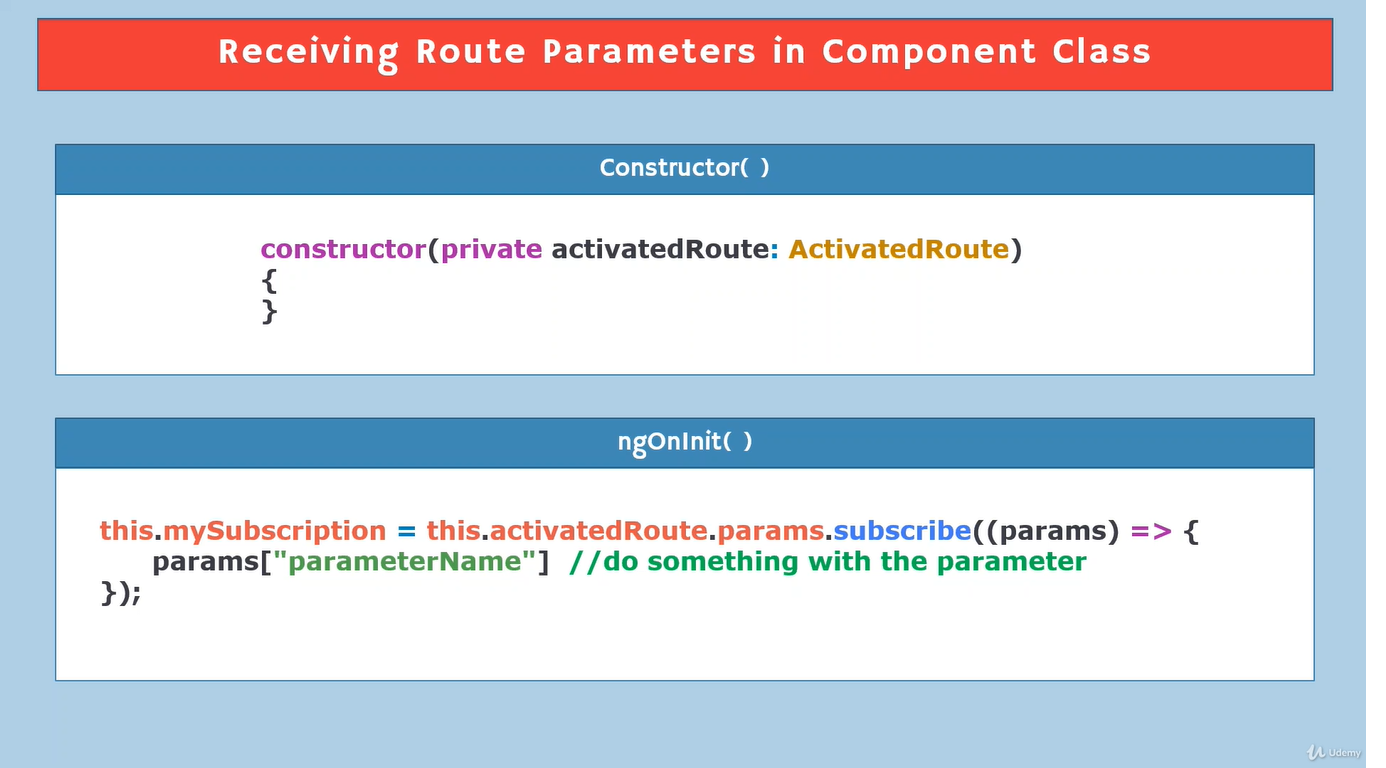 Receiving Route Parameters in Component Class
Constructor( )
constructor(private activatedRoute: ActivatedRoute)
{
}
ngOnInit( )
this.mySubscription = this.activatedRoute.params.subscribe((params) => {
params["parameterName"] //do something with the parameter
});
Udemy